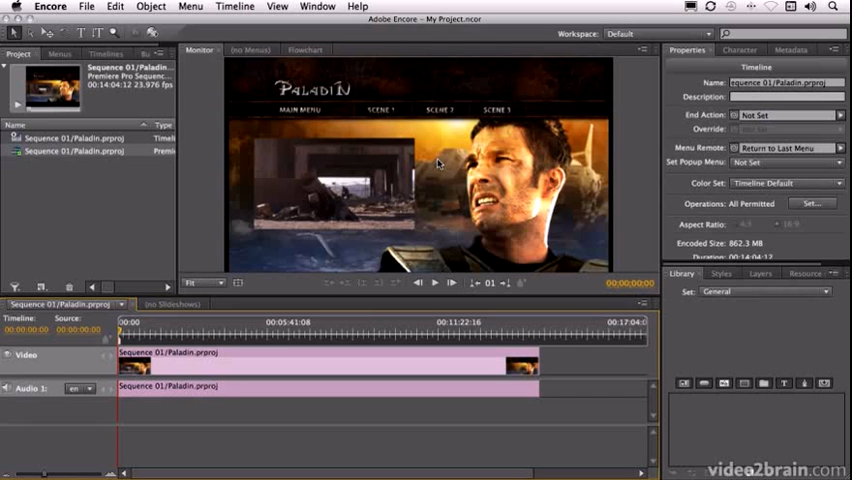 Encore File Edit Object Menu Timeline View Window Help
Adobe Encore - My Project.ncor
Workspace: Default
Project Menus Timelines Bu
Monitor (no Menus) Flowchart
Properties Character Metadata
Sequence 01/Paladin.prproj
Premiere Pro Sequenc
00:14:04:12 23.976 fps
Name Type
Sequence 01/Paladin.prproj Timeli
Sequence 01/Paladin.prproj Premi
PALADIN
MAIN MENU SCENE 1 SCENE 2 SCENE 3
Timeline
Name: equence 01/Paladin.prproj
Description:
End Action: Not Set
Override: Not Set
Menu Remote: Return to Last Menu
Set Popup Menu: Not Set
Color Set: Timeline Default
Operations: All Permitted Set...
Aspect Ratio: 4:3 16:9
Encoded Size: 862.3 MB
Duration: 00:14:04:12
Fit 01 00:00:00:00
Library Styles Layers Resource
Set: General
Sequence 01/Paladin.prproj (no Slideshows)
Timeline: Source:
00:00:00:00 00:00:00:00
00:00 00:05:41:08 00:11:22:16 00:17:04:0
Video Sequence 01/Paladin.prproj
Audio 1: en Sequence 01/Paladin.prproj
video2brain.com